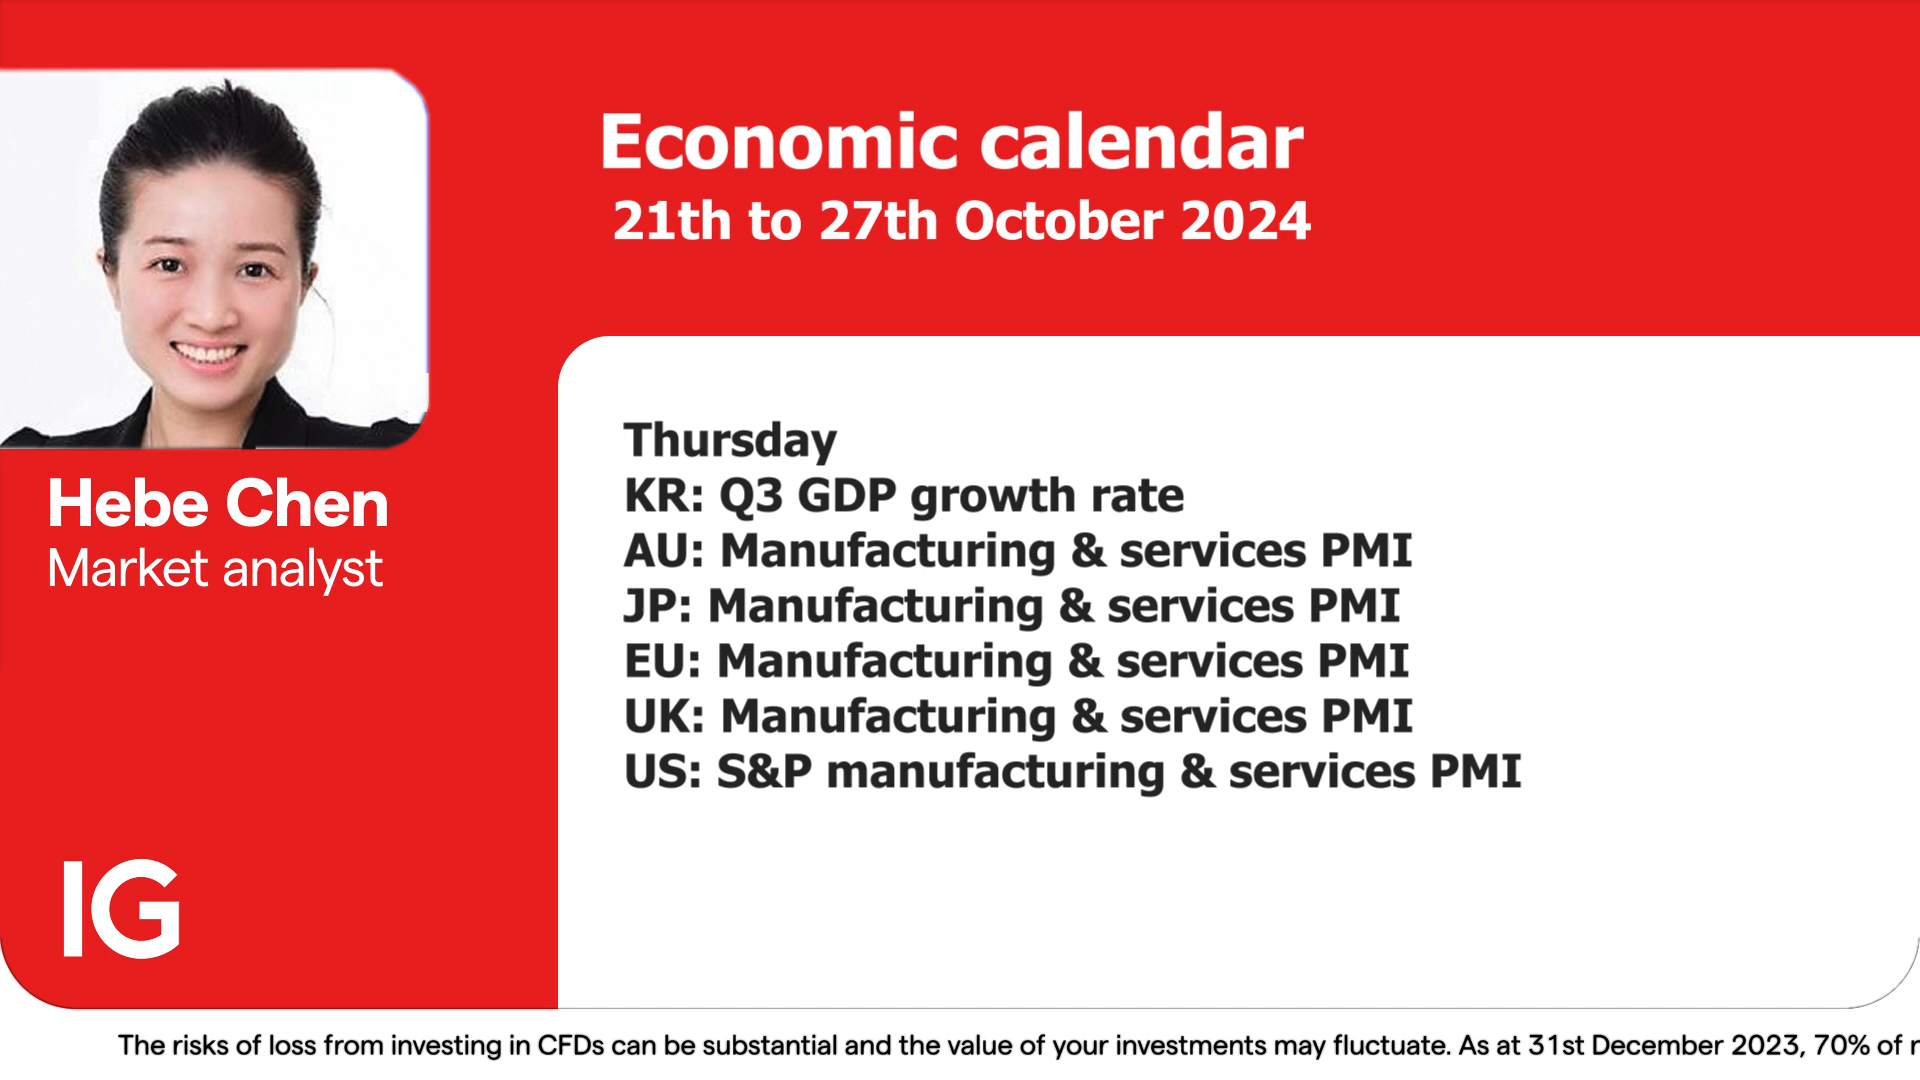 Economic calendar
21th to 27th October 2024
Hebe Chen
Market analyst
Thursday
KR: Q3 GDP growth rate
AU: Manufacturing & services PMI
JP: Manufacturing & services PMI
EU: Manufacturing & services PMI
UK: Manufacturing & services PMI
US: S&P manufacturing & services PMI
IG
The risks of loss from investing in CFDs can be substantial and the value of your investments may fluctuate. As at 31st December 2023, 70% of